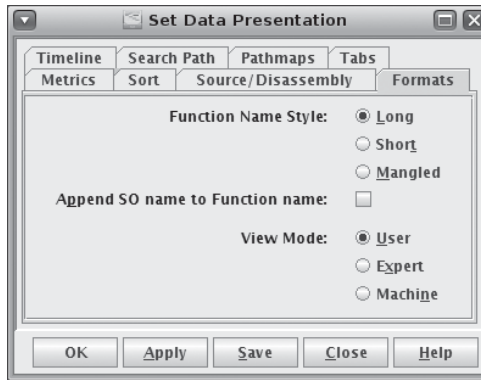 Set Data Presentation
Timeline Search Path Pathmaps Tabs
Metrics Sort Source/Disassembly Formats
Function Name Style: Long
Short
Mangled
Append SO name to Function name:
View Mode: User
Expert
Machine
OK Apply Save Close Help